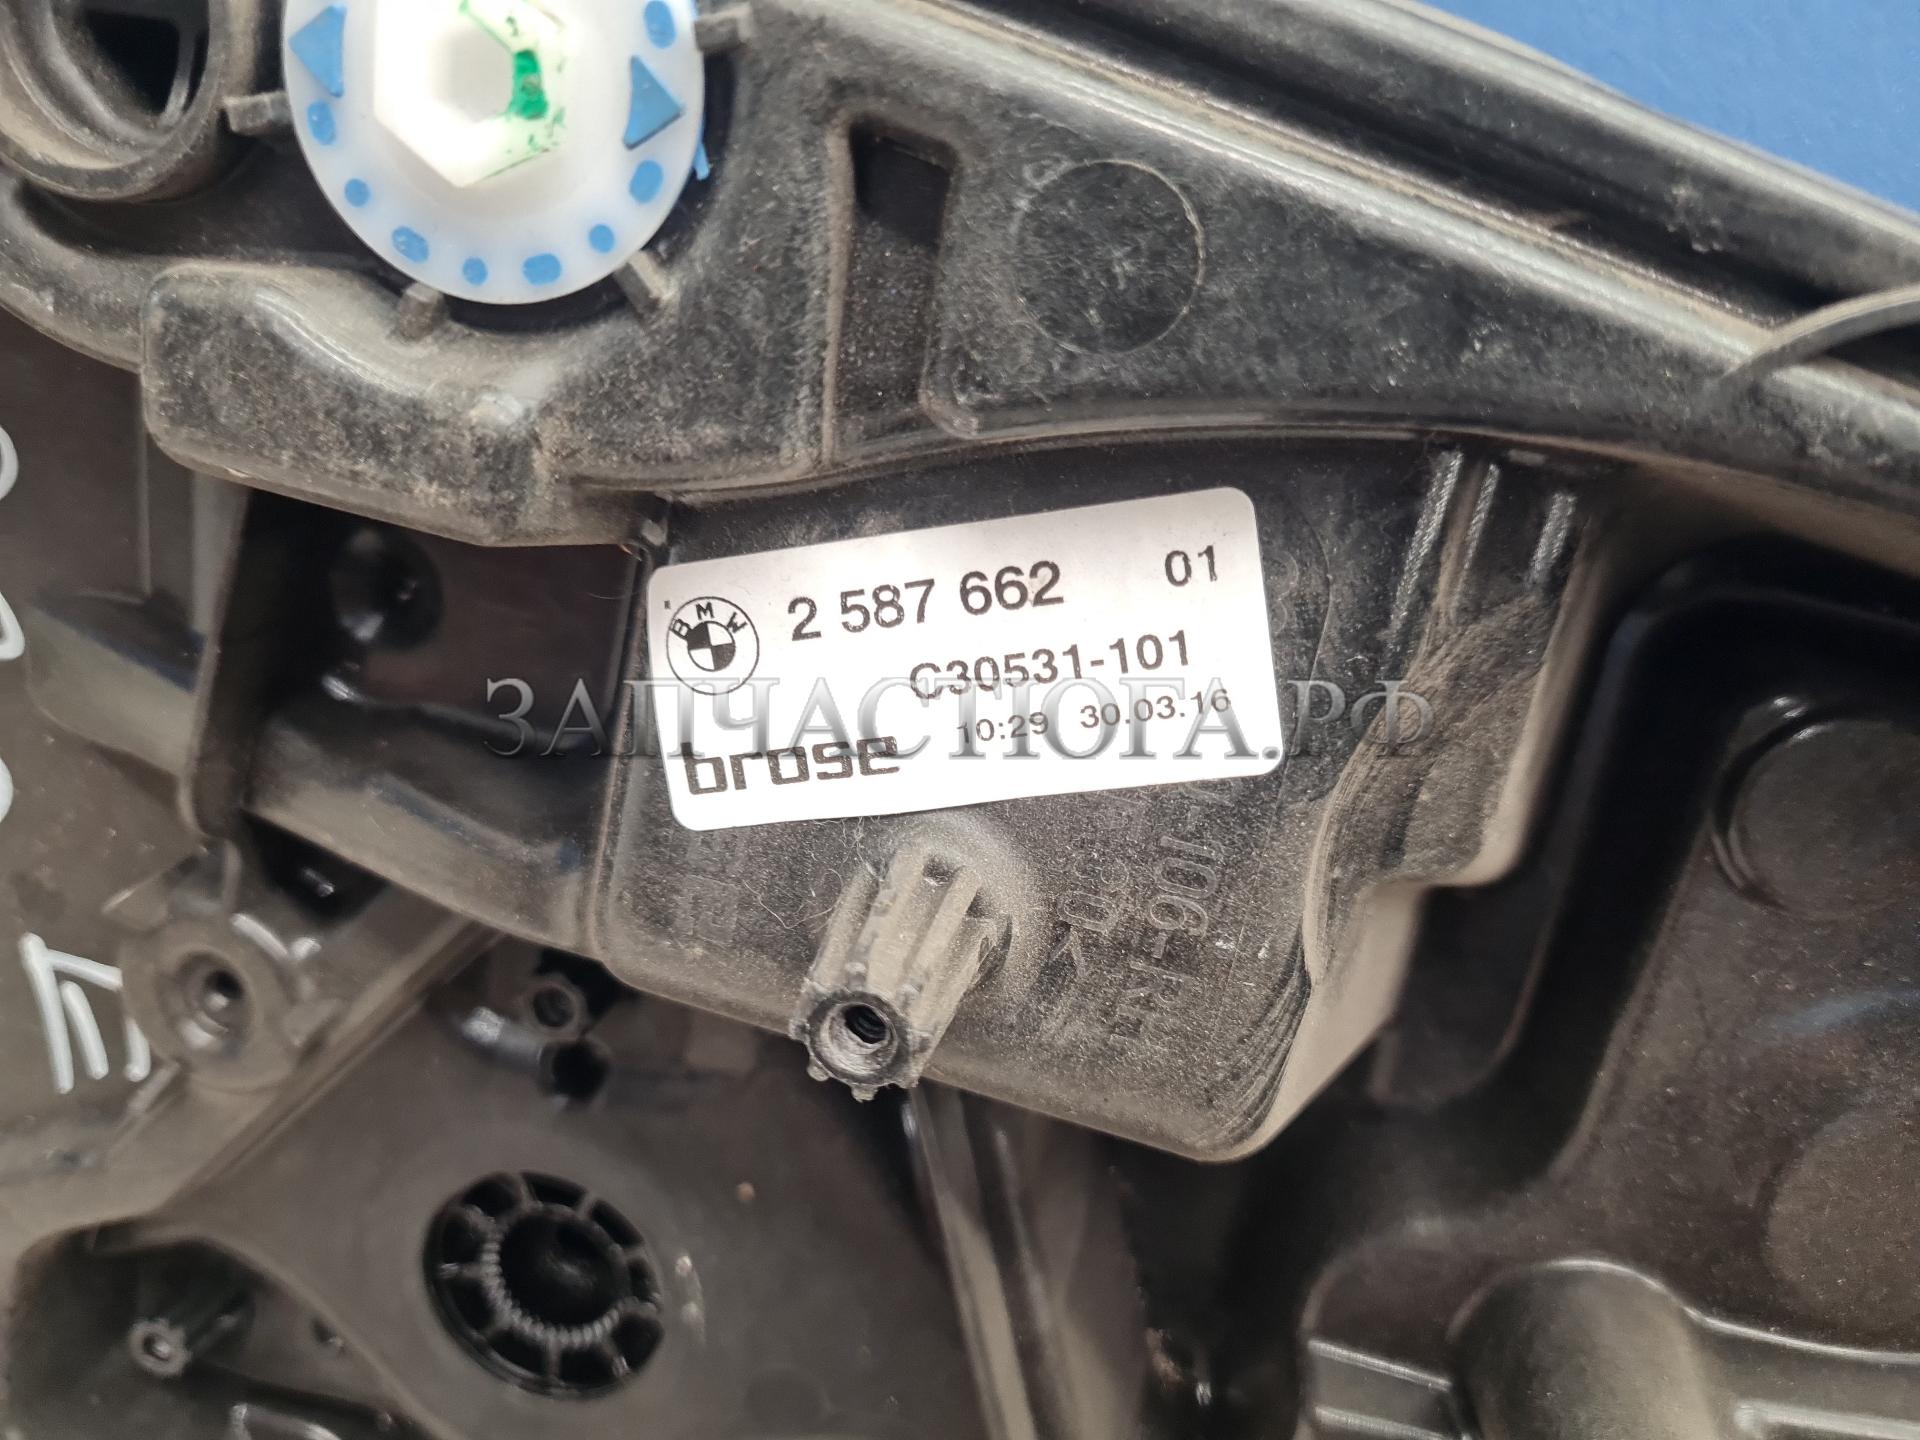 BMW
2 587 662 01
C30531-101
10:29 30.03.16
brose
ЗАПЧАСТЮГА.РФ